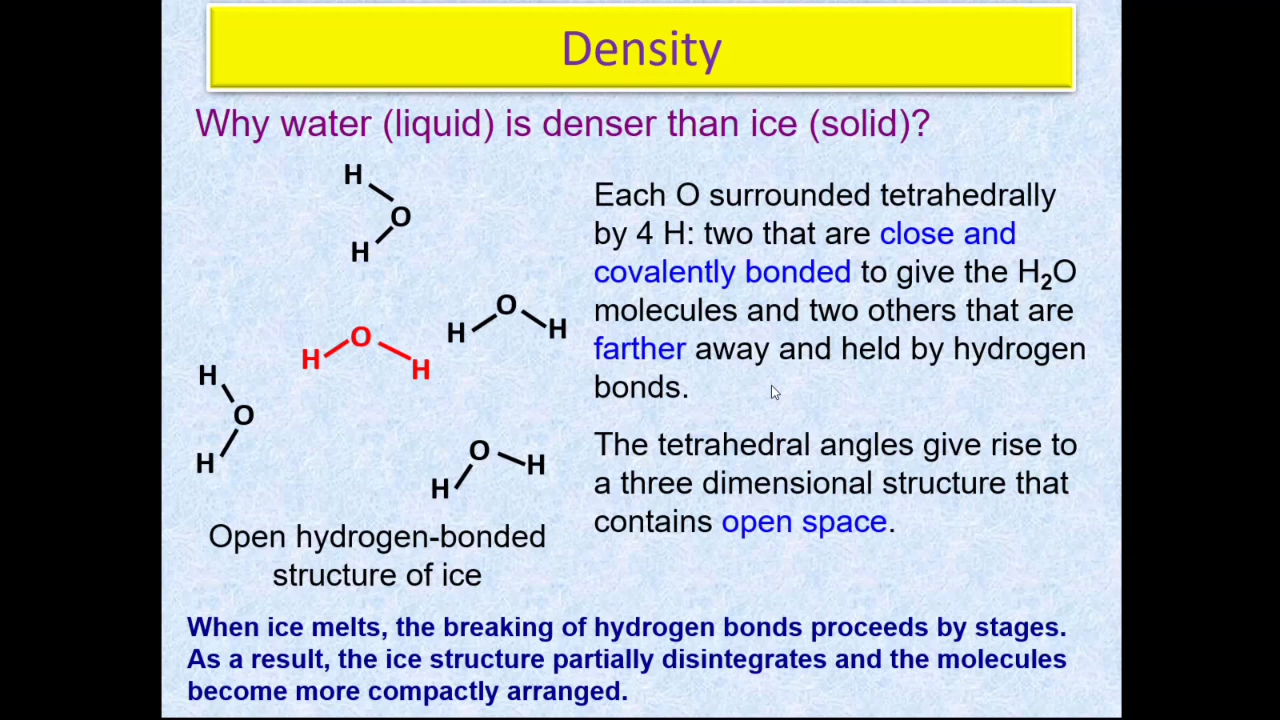 Density
Why water (liquid) is denser than ice (solid)?
H
O
H
O
H
H
O
H
H
H
O
H
O
H
H
Open hydrogen-bonded
structure of ice
Each O surrounded tetrahedrally
by 4 H: two that are close and
covalently bonded to give the H₂O
molecules and two others that are
farther away and held by hydrogen
bonds.
The tetrahedral angles give rise to
a three dimensional structure that
contains open space.
When ice melts, the breaking of hydrogen bonds proceeds by stages.
As a result, the ice structure partially disintegrates and the molecules
become more compactly arranged.